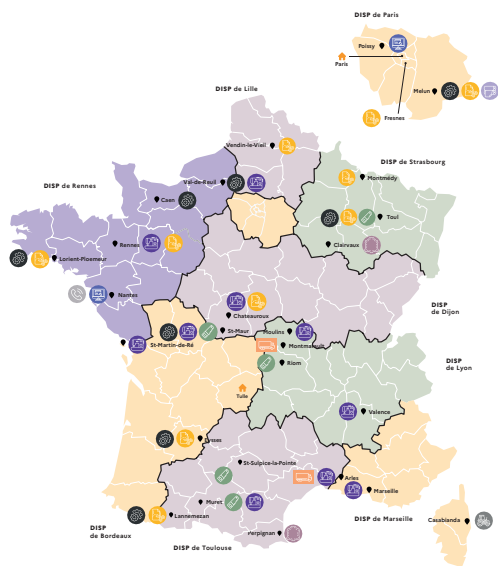 DISP de Paris
Poissy
Paris
Melun
Fresnes
DISP de Lille
Vendin-le-Vieil
DISP de Strasbourg
Montmédy
Val-de-Reuil
DISP de Rennes
Caen
Toul
Clairvaux
Rennes
Lorient-Ploemeur
Nantes
Chateauroux
DISP
de Dijon
St-Maur
Moulins
St-Martin-de-Ré
Montmarault
Riom
DISP
de Lyon
Tulle
Valence
Eysses
St-Sulpice-la-Pointe
Arles
Marseille
Muret
Lannemezan
Casabianda
DISP
de Bordeaux
Perpignan
DISP de Toulouse
DISP de Marseille